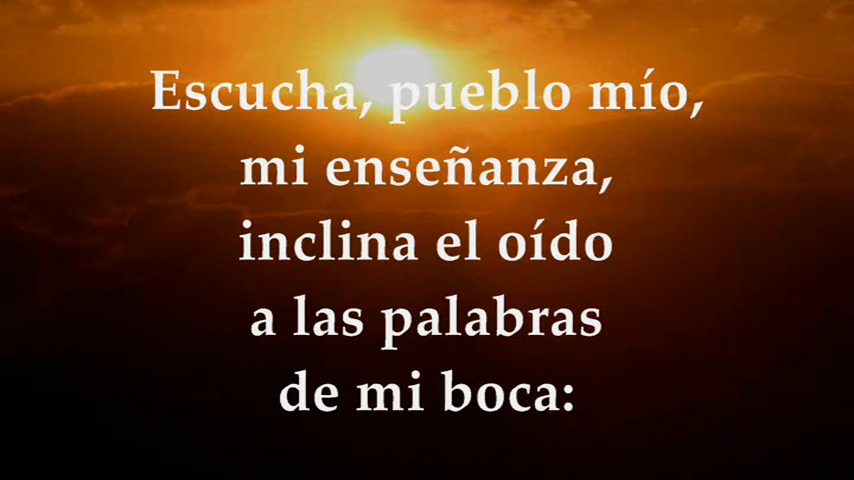 Escucha, pueblo mío,
mi enseñanza,
inclina el oído
a las palabras
de mi boca: